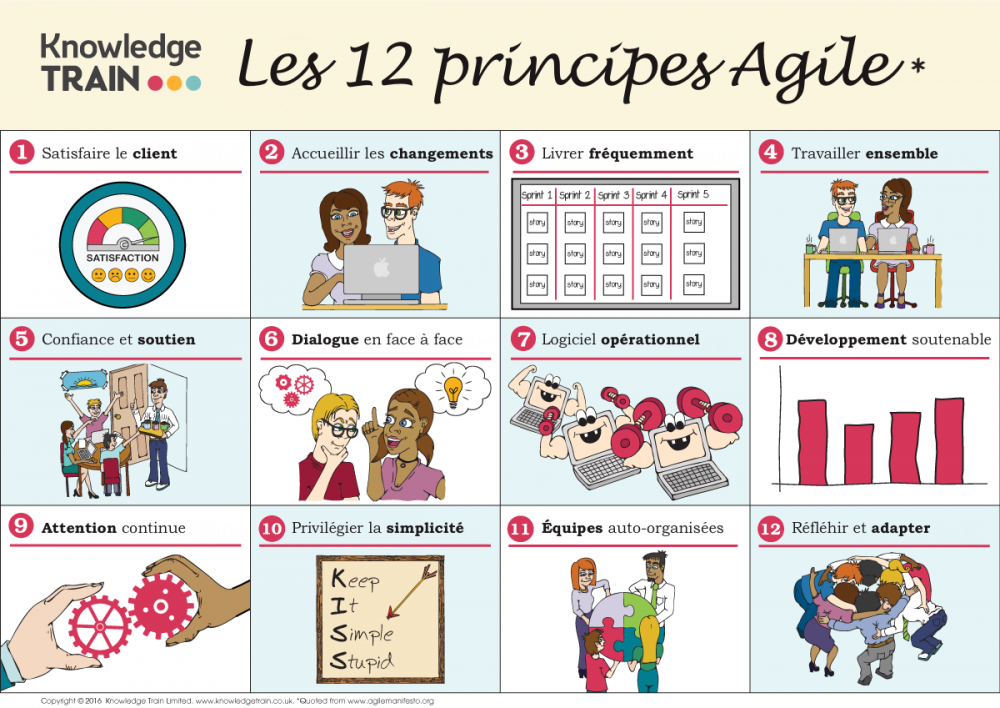 Knowledge
TRAIN
Les 12 principes Agile *
1 Satisfaire le client
SATISFACTION
2 Accueillir les changements
3 Livrer fréquemment
Sprint 1 Sprint 2 Sprint 3 Sprint 4 Sprint 5
story story story story story
story story story story story
story story story story story
4 Travailler ensemble
5 Confiance et soutien
6 Dialogue en face à face
7 Logiciel opérationnel
8 Développement soutenable
9 Attention continue
10 Privilégier la simplicité
Keep
It
Simple
Stupid
11 Équipes auto-organisées
12 Réfléhir et adapter
Copyright © 2016 Knowledge Train Limited. www.knowledgetrain.co.uk. *Quoted from www.agilemanifesto.org